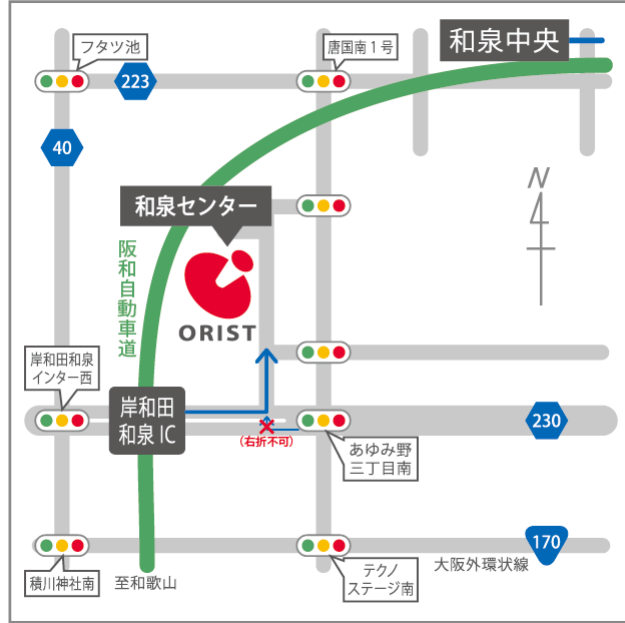 フタツ池
唐国南1号
和泉中央
223
40
N
和泉センター
阪和自動車道
ORIST
岸和田和泉
インター西
岸和田
和泉IC
(右折不可)
あゆみ野
三丁目南
230
170
積川神社南
至和歌山
テクノ
ステージ南
大阪外環状線